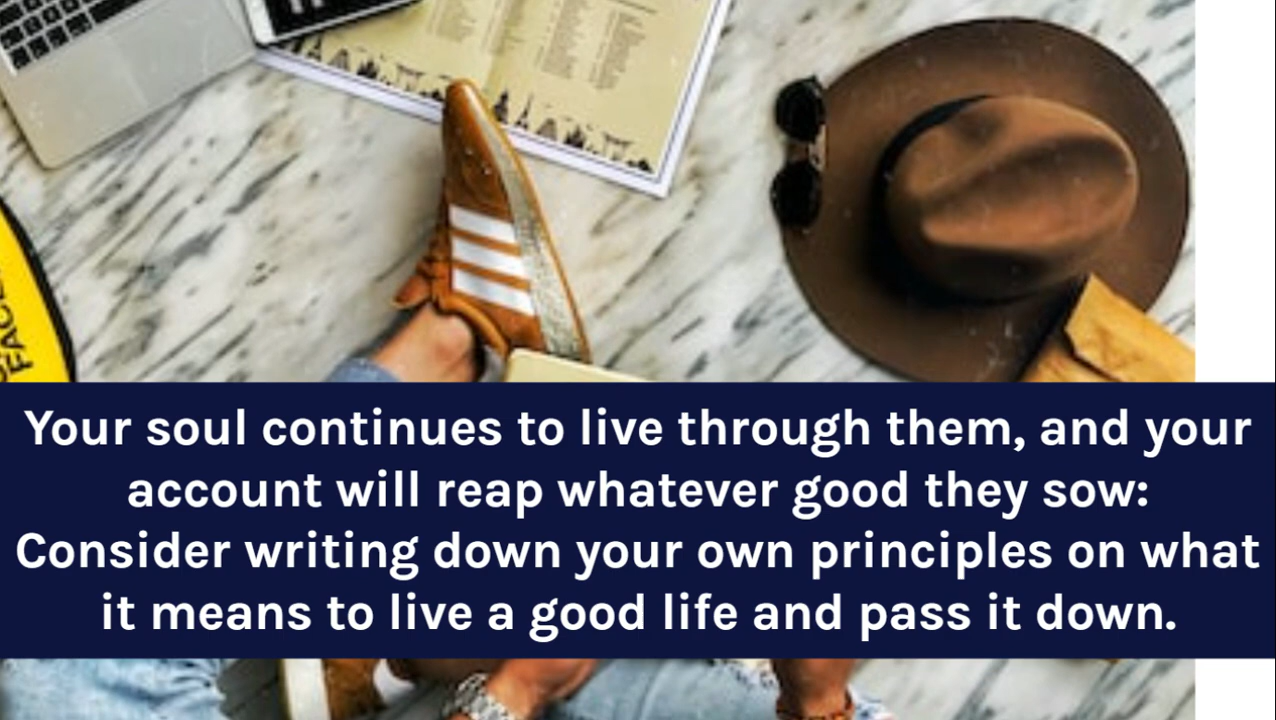 FACE
Your soul continues to live through them, and your
account will reap whatever good they sow:
Consider writing down your own principles on what
it means to live a good life and pass it down.